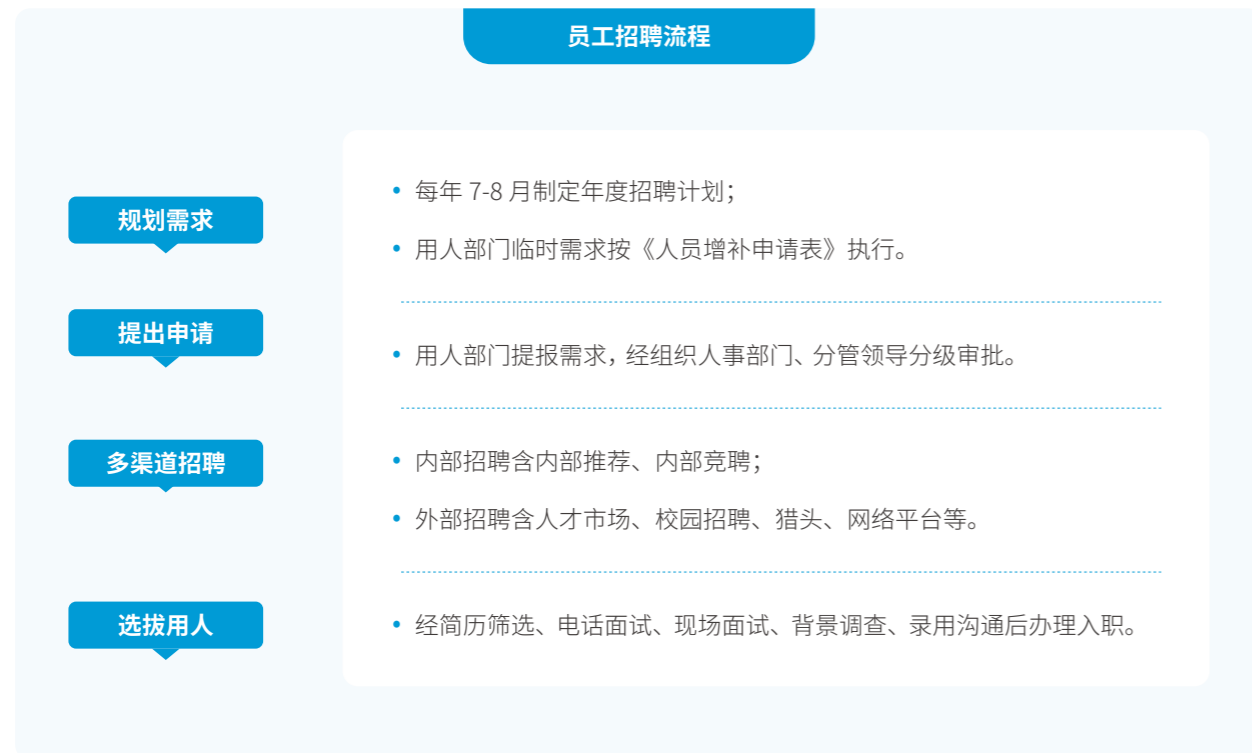 员工招聘流程
规划需求
• 每年 7-8 月制定年度招聘计划；
• 用人部门临时需求按《人员增补申请表》执行。
提出申请
• 用人部门提报需求，经组织人事部门、分管领导分级审批。
多渠道招聘
• 内部招聘含内部推荐、内部竞聘；
• 外部招聘含人才市场、校园招聘、猎头、网络平台等。
选拔用人
• 经简历筛选、电话面试、现场面试、背景调查、录用沟通后办理入职。